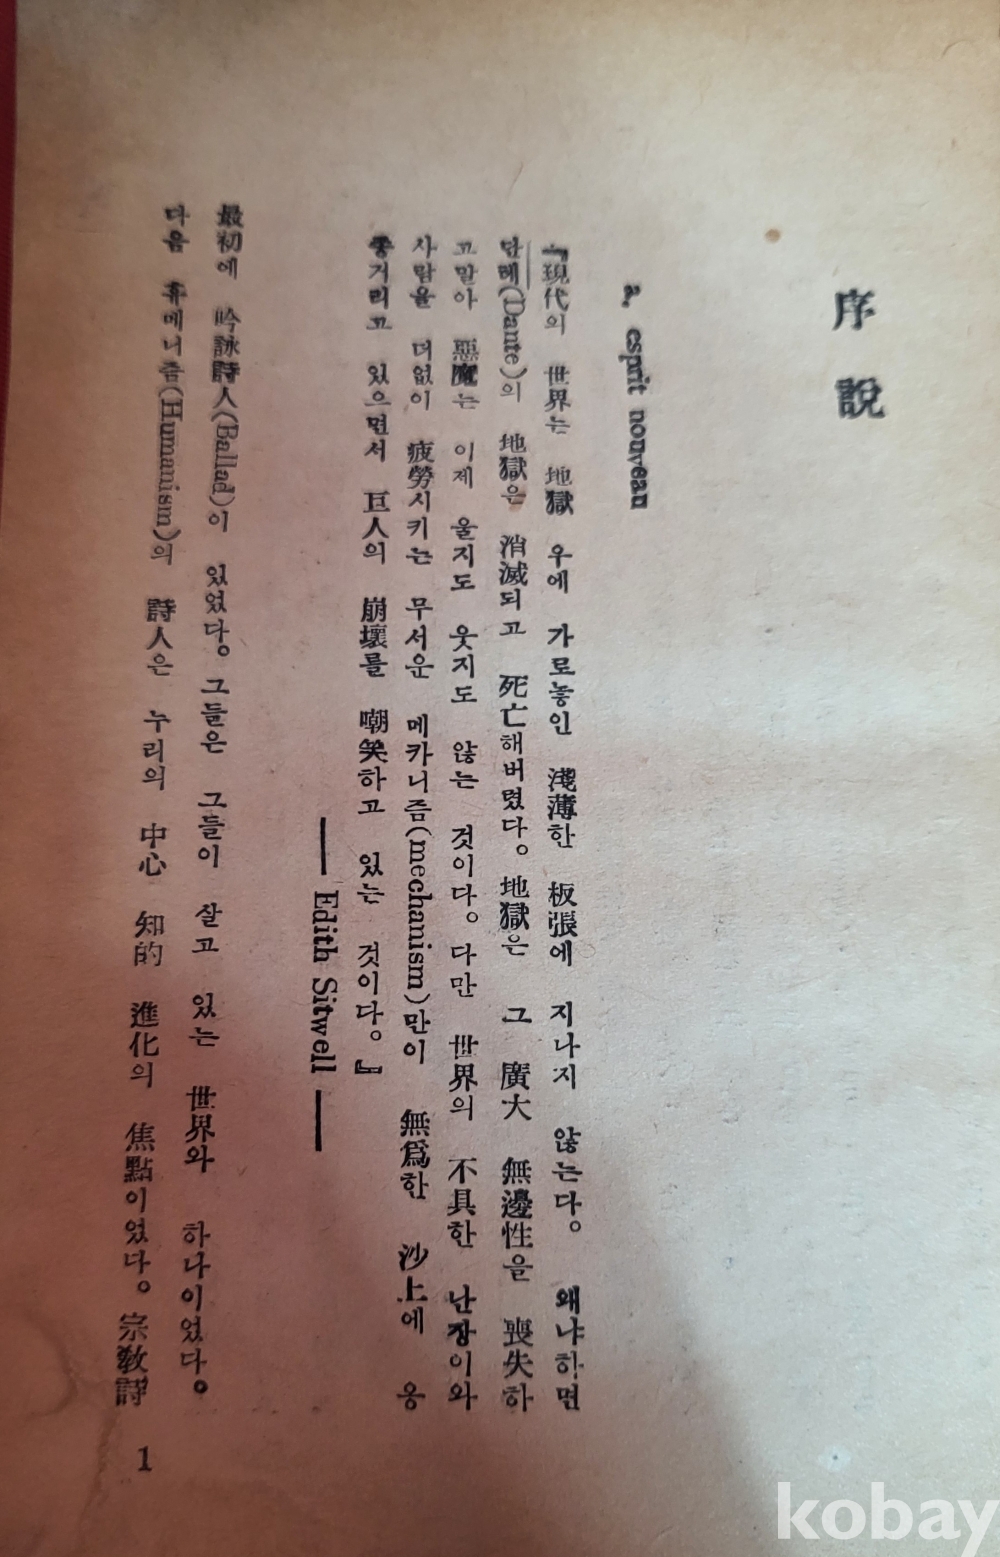 序說
a. esprit nouvean
『現代의 世界는 地獄 우에 가로놓인 淺薄한 板張에 지나지 않는다. 왜냐하면
단테(Dante)의 地獄은 消滅되고 死亡해버렸다. 地獄은 그 廣大 無邊性을 喪失하
고말아 惡魔는 이제 울지도 웃지도 않는 것이다. 다만 世界의 不具한 난장이와
사람을 더없이 疲勞시키는 무서운 메카니즘(mechanism)만이 無爲한 沙上에 웅
쭝거리고 있으면서 巨人의 崩壞를 嘲笑하고 있는 것이다.』
— Edith Sitwell —
最初에 吟詠詩人(Ballad)이 있었다. 그들은 그들이 살고 있는 世界와 하나이었다.
다음 휴메니즘(Humanism)의 詩人은 누리의 中心 知的 進化의 焦點이었다. 宗敎詩
1
kobay